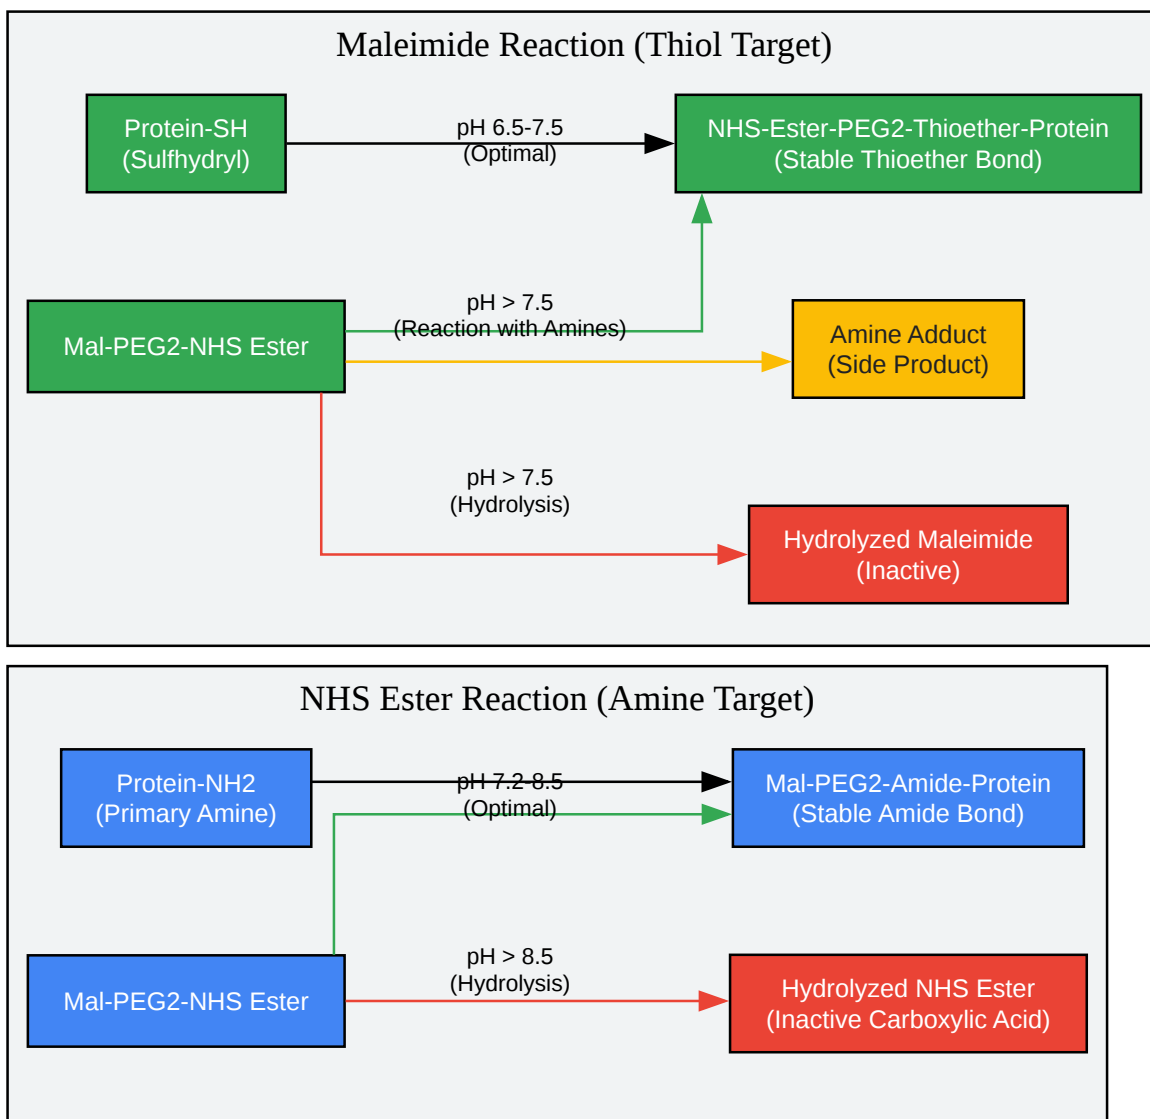 Maleimide Reaction (Thiol Target)
Protein-SH
(Sulfhydryl)
pH 6.5-7.5
(Optimal)
NHS-Ester-PEG2-Thioether-Protein
(Stable Thioether Bond)
Mal-PEG2-NHS Ester
pH > 7.5
(Reaction with Amines)
Amine Adduct
(Side Product)
pH > 7.5
(Hydrolysis)
Hydrolyzed Maleimide
(Inactive)
NHS Ester Reaction (Amine Target)
Protein-NH2
(Primary Amine)
pH 7.2-8.5
(Optimal)
Mal-PEG2-Amide-Protein
(Stable Amide Bond)
Mal-PEG2-NHS Ester
pH > 8.5
(Hydrolysis)
Hydrolyzed NHS Ester
(Inactive Carboxylic Acid)